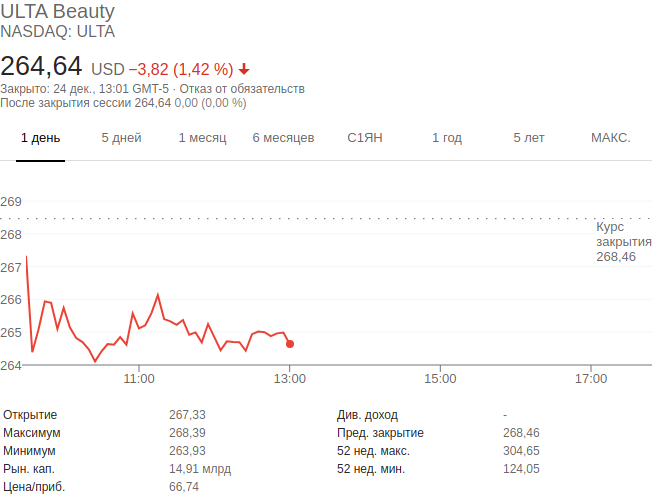 ULTA Beauty
NASDAQ: ULTA
264,64 USD −3,82 (1,42 %)
Закрыто: 24 дек., 13:01 GMT-5 · Отказ от обязательств
После закрытия сессии 264,64 0,00 (0,00 %)
1 день 5 дней 1 месяц 6 месяцев С1ЯН 1 год 5 лет МАКС.
269
268
267
266
265
264
Курс
закрытия
268,46
11:00 13:00 15:00 17:00
Открытие 267,33 Див. доход -
Максимум 268,39 Пред. закрытие 268,46
Минимум 263,93 52 нед. макс. 304,65
Рын. кап. 14,91 млрд 52 нед. мин. 124,05
Цена/приб. 66,74